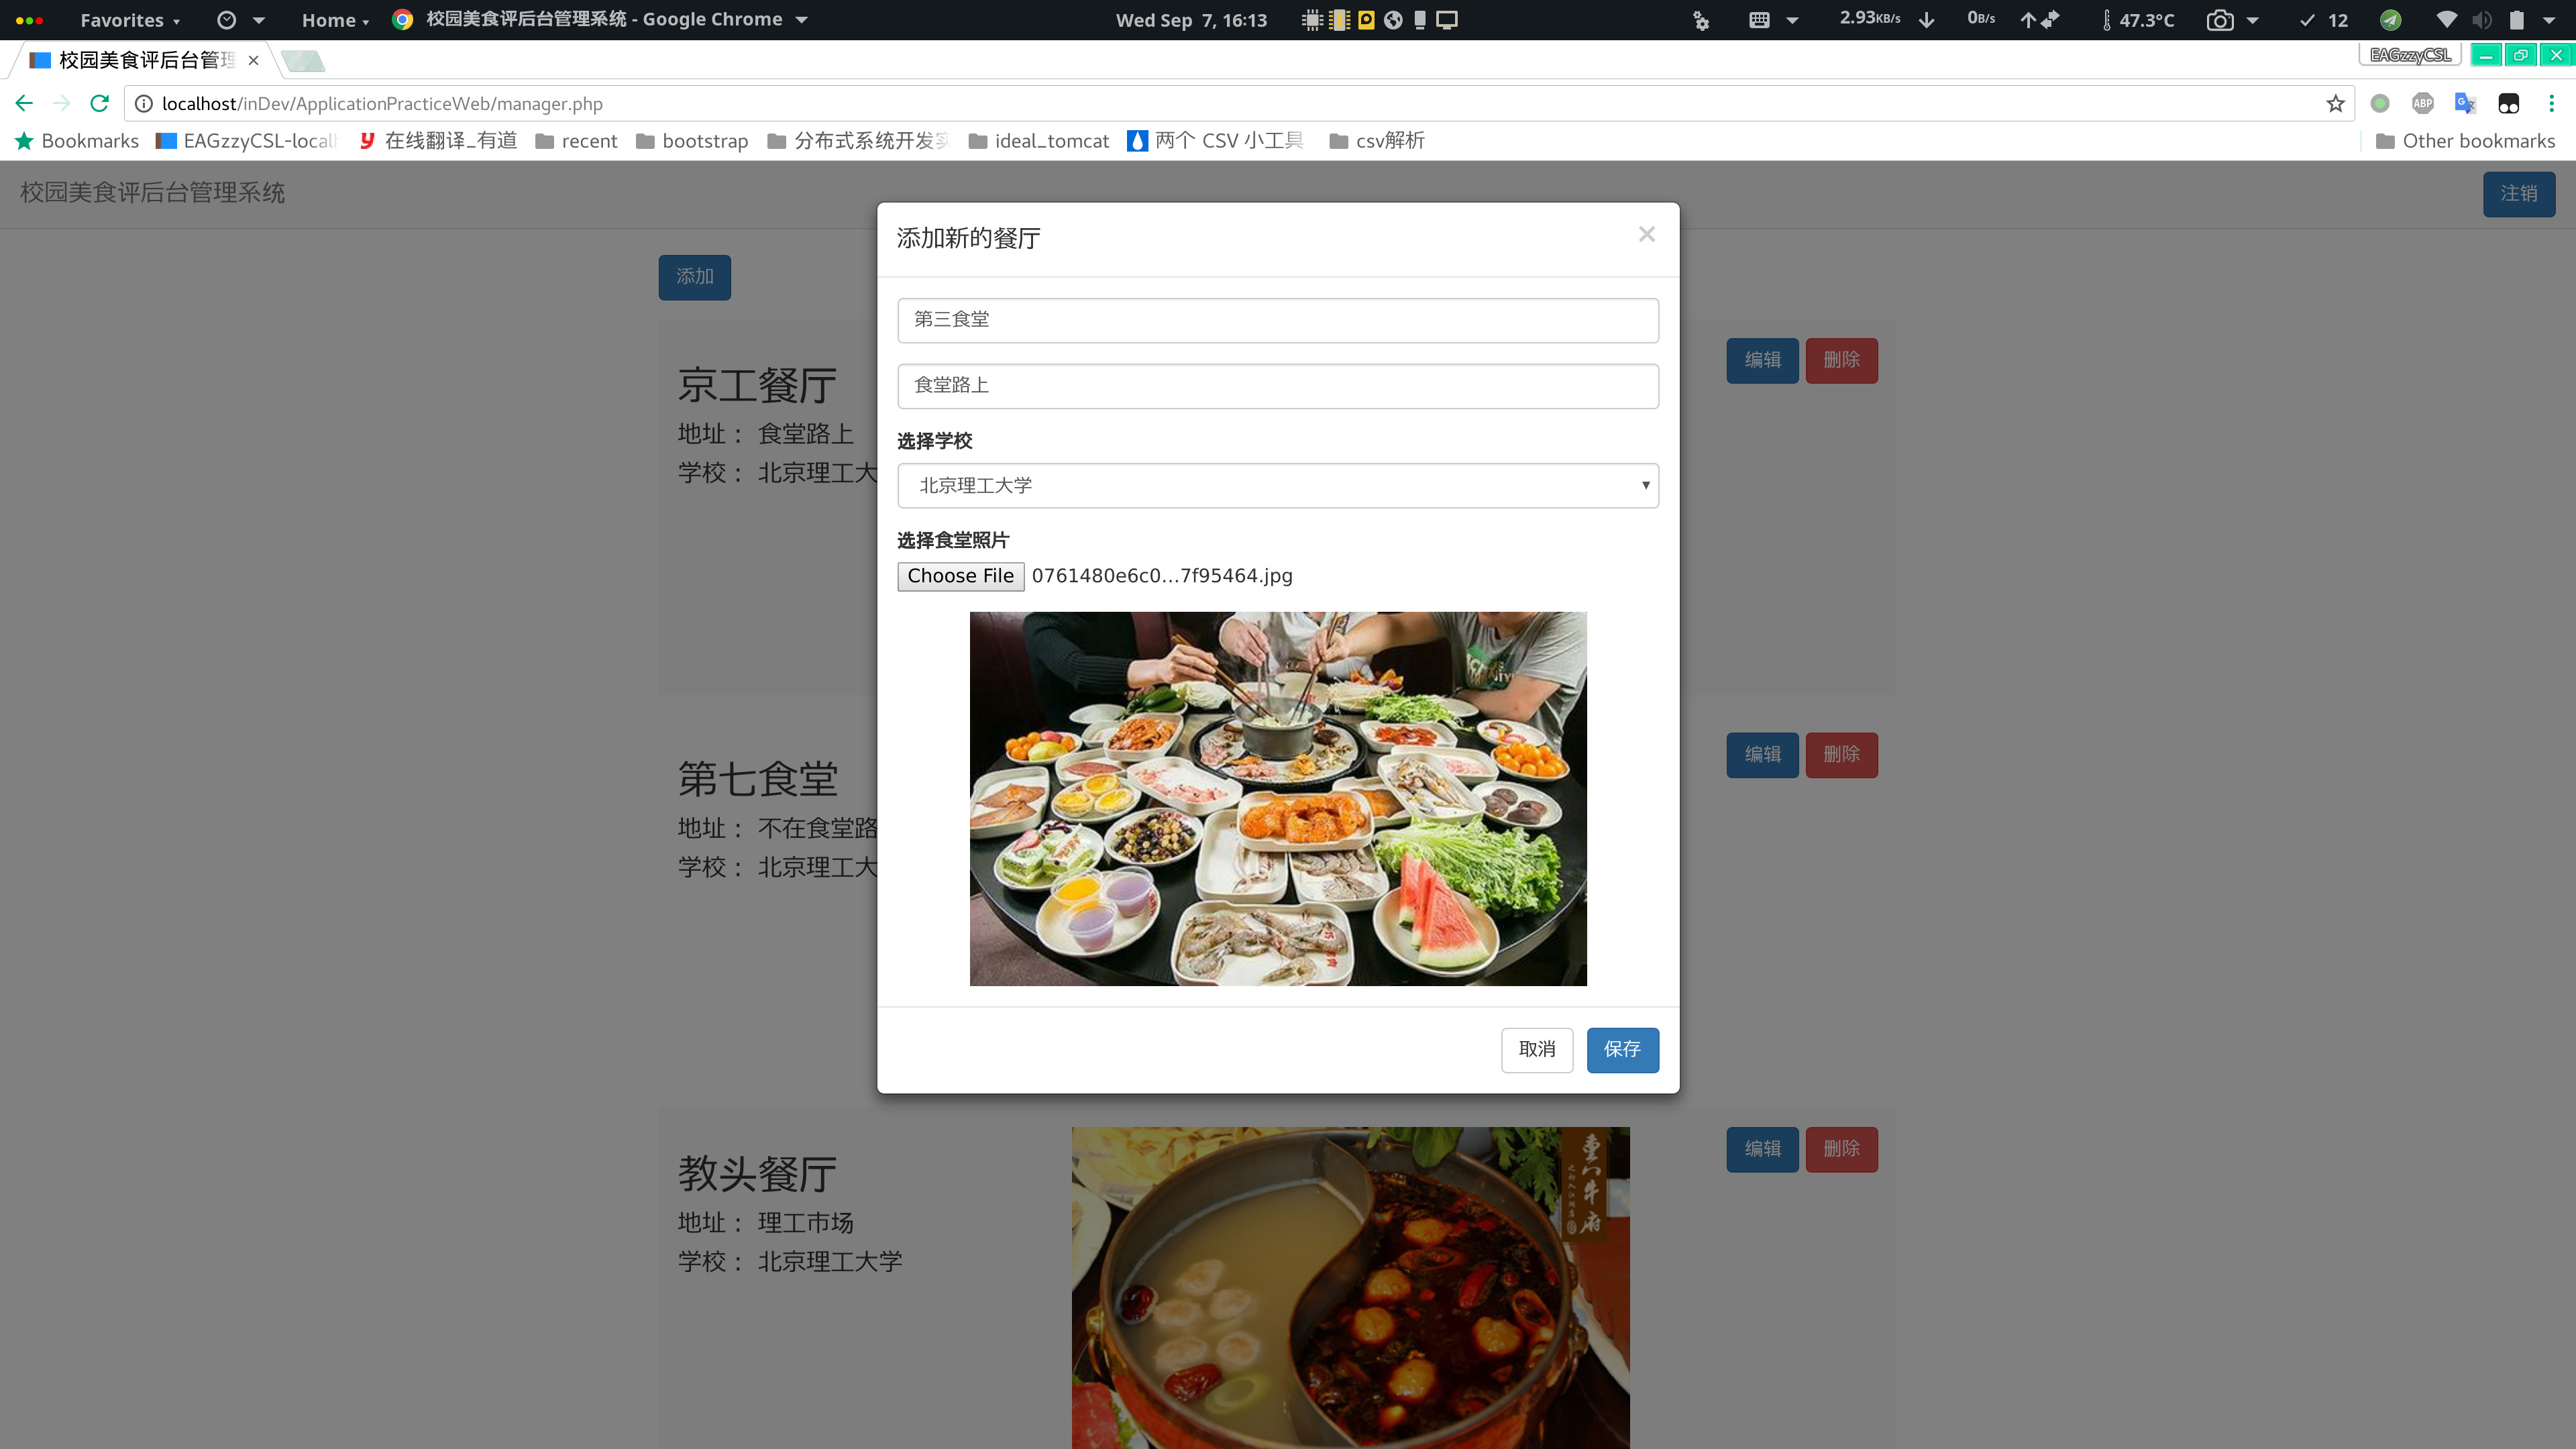 Favorites
Home
校园美食评后台管理系统 - Google Chrome
Wed Sep 7, 16:13
2.93KB/s
0B/s
47.3°C
12
校园美食评后台管理
EAGzzyCSL
localhost/inDev/ApplicationPracticeWeb/manager.php
ABP
Bookmarks
EAGzzyCSL-local
在线翻译_有道
recent
bootstrap
分布式系统开发实
ideal_tomcat
两个 CSV 小工具
csv解析
Other bookmarks
校园美食评后台管理系统
注销
添加
添加新的餐厅
×
第三食堂
食堂路上
选择学校
北京理工大学
选择食堂照片
Choose File 0761480e6c0...7f95464.jpg
取消
保存
京工餐厅
地址： 食堂路上
学校： 北京理工大
编辑
删除
第七食堂
地址： 不在食堂路
学校： 北京理工大
编辑
删除
教头餐厅
地址： 理工市场
学校： 北京理工大学
编辑
删除